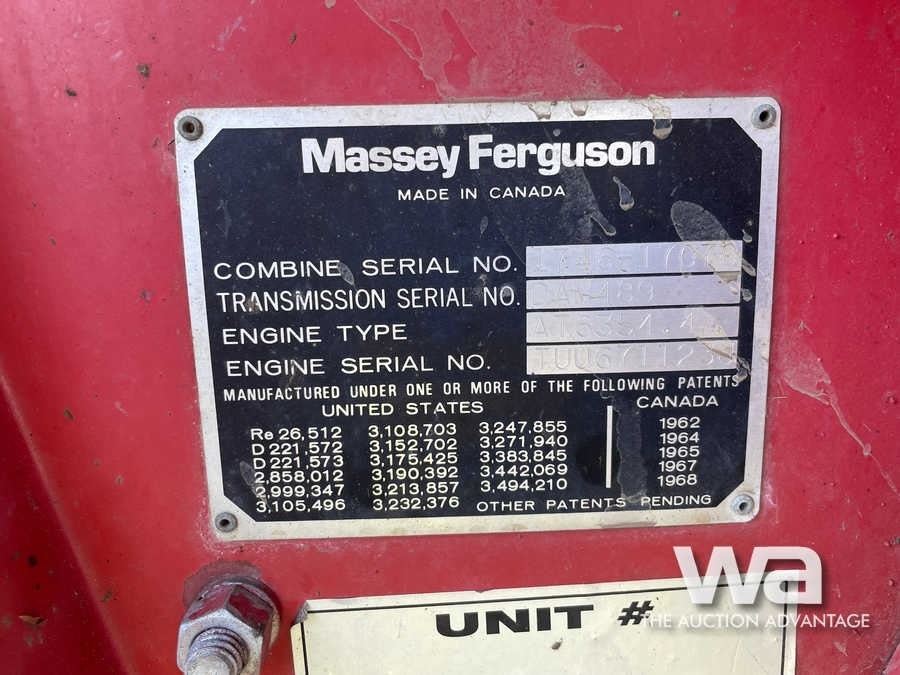 Massey Ferguson
MADE IN CANADA
COMBINE SERIAL NO.
TRANSMISSION SERIAL NO.
ENGINE TYPE
ENGINE SERIAL NO.
MANUFACTURED UNDER ONE OR MORE OF THE FOLLOWING PATENTS
UNITED STATES CANADA
Re 26,512 3,108,703 3,247,855 1962
D 221,572 3,152,702 3,271,940 1964
D 221,573 3,175,425 3,383,845 1965
2,858,012 3,190,392 3,442,069 1967
2,999,347 3,213,857 3,494,210 1968
3,105,496 3,232,376 OTHER PATENTS PENDING
UNIT #
wa
THE AUCTION ADVANTAGE